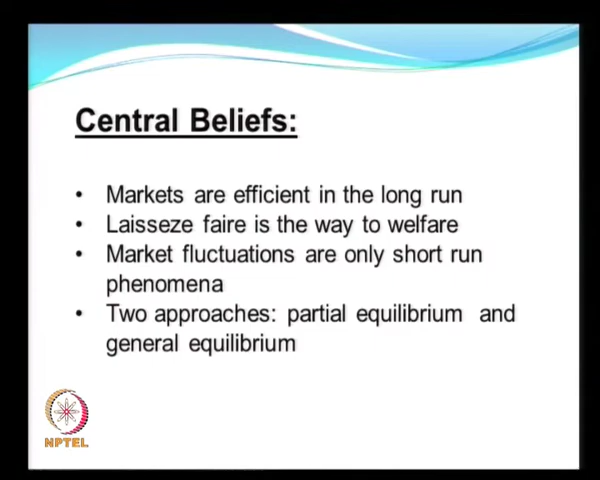 Central Beliefs:
• Markets are efficient in the long run
• Laisseze faire is the way to welfare
• Market fluctuations are only short run
phenomena
• Two approaches: partial equilibrium and
general equilibrium
NPTEL